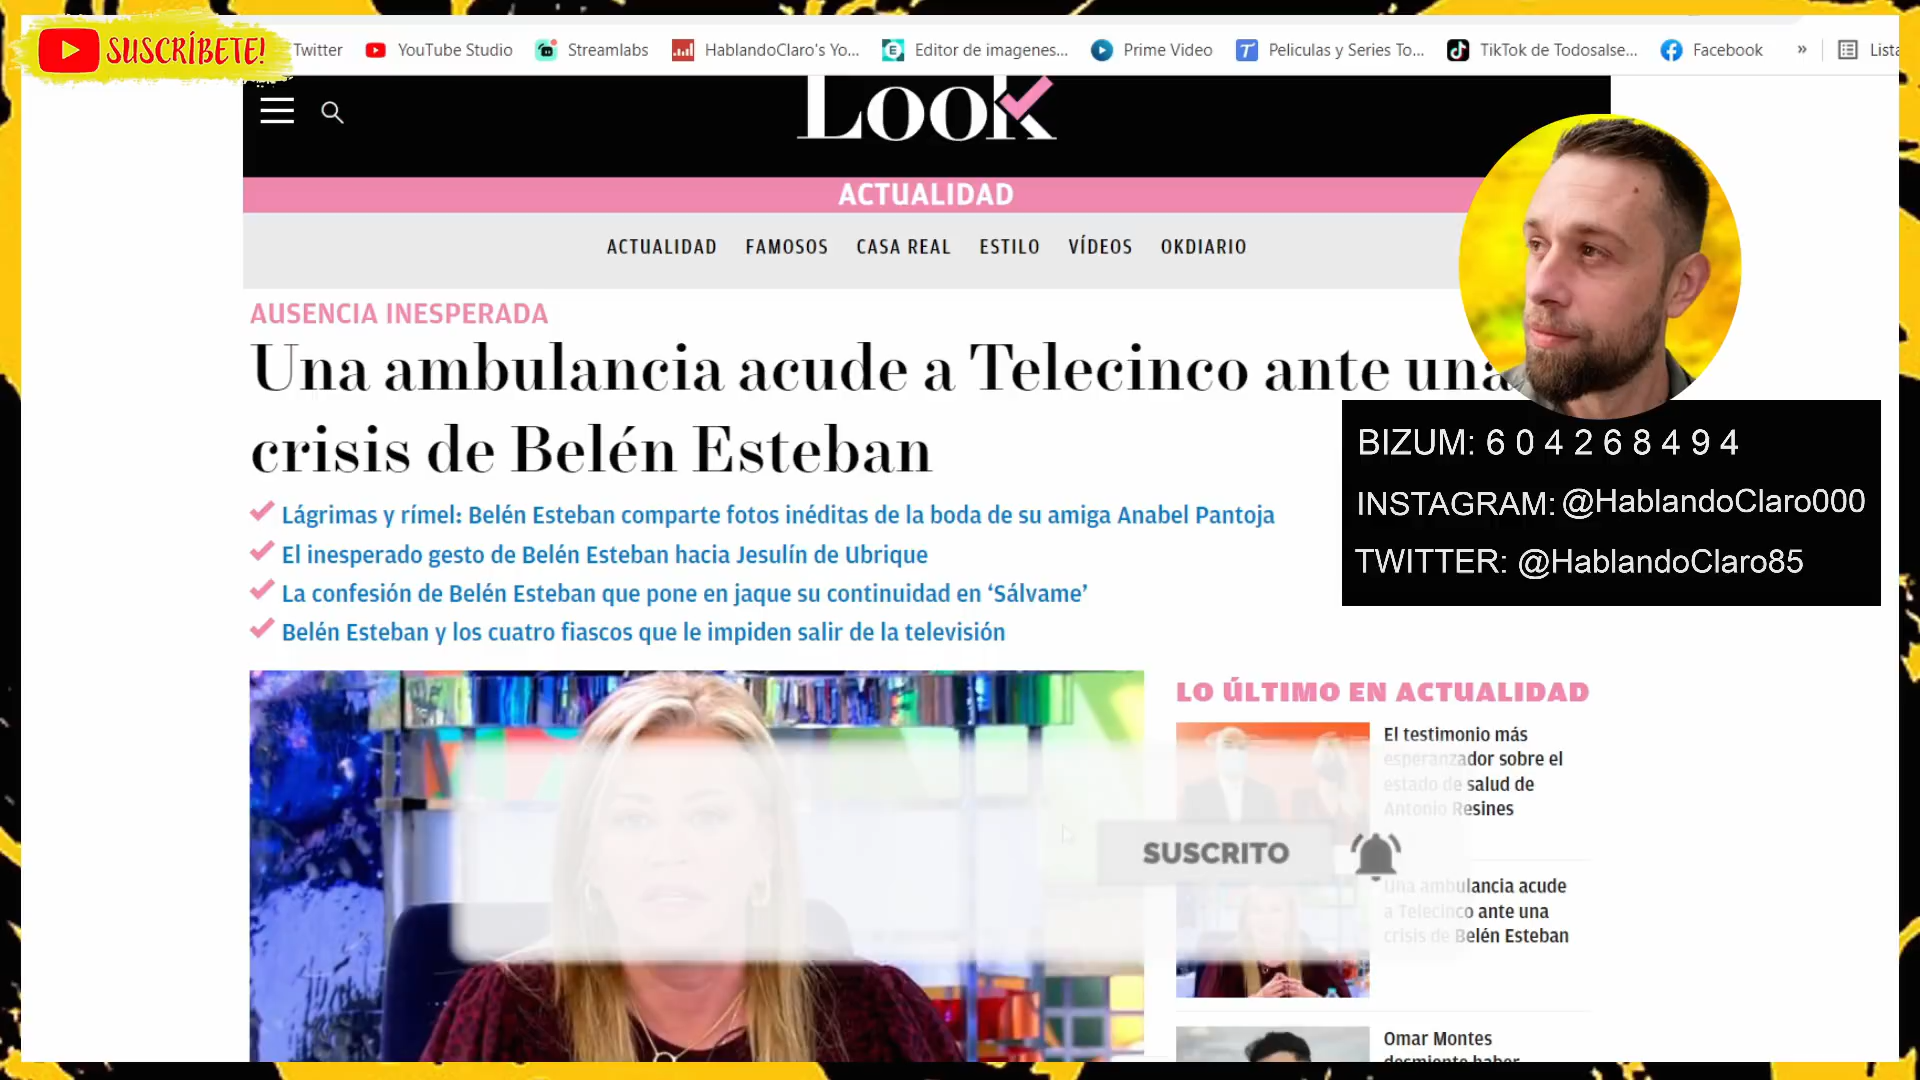 SUSCRÍBETE!
Twitter
YouTube Studio
Streamlabs
HablandoClaro's Yo...
Editor de imagenes...
Prime Video
Peliculas y Series To...
TikTok de Todosalse...
Facebook
»
Lista
Look
ACTUALIDAD
ACTUALIDAD FAMOSOS CASA REAL ESTILO VÍDEOS OKDIARIO
AUSENCIA INESPERADA
Una ambulancia acude a Telecinco ante una
crisis de Belén Esteban
Lágrimas y rímel: Belén Esteban comparte fotos inéditas de la boda de su amiga Anabel Pantoja
El inesperado gesto de Belén Esteban hacia Jesulín de Ubrique
La confesión de Belén Esteban que pone en jaque su continuidad en ‘Sálvame’
Belén Esteban y los cuatro fiascos que le impiden salir de la televisión
BIZUM: 6 0 4 2 6 8 4 9 4
INSTAGRAM: @HablandoClaro000
TWITTER: @HablandoClaro85
LO ÚLTIMO EN ACTUALIDAD
El testimonio más
esperanzador sobre el
estado de salud de
Antonio Resines
SUSCRITO
Una ambulancia acude
a Telecinco ante una
crisis de Belén Esteban
Omar Montes
desmiente haber